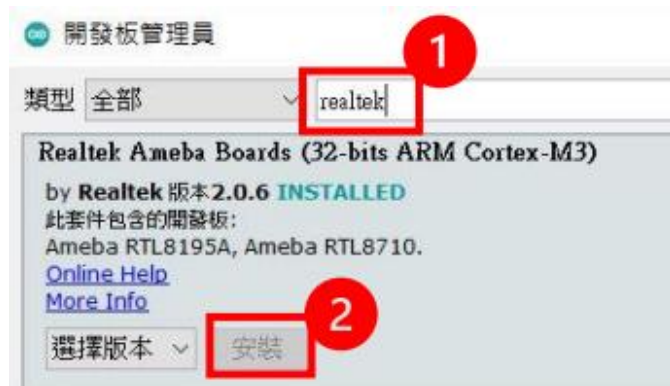 開發板管理員
1
類型 全部 realtek
Realtek Ameba Boards (32-bits ARM Cortex-M3)
by Realtek 版本2.0.6 INSTALLED
此套件包含的開發板:
Ameba RTL8195A, Ameba RTL8710.
Online Help
More Info
2
選擇版本 安裝